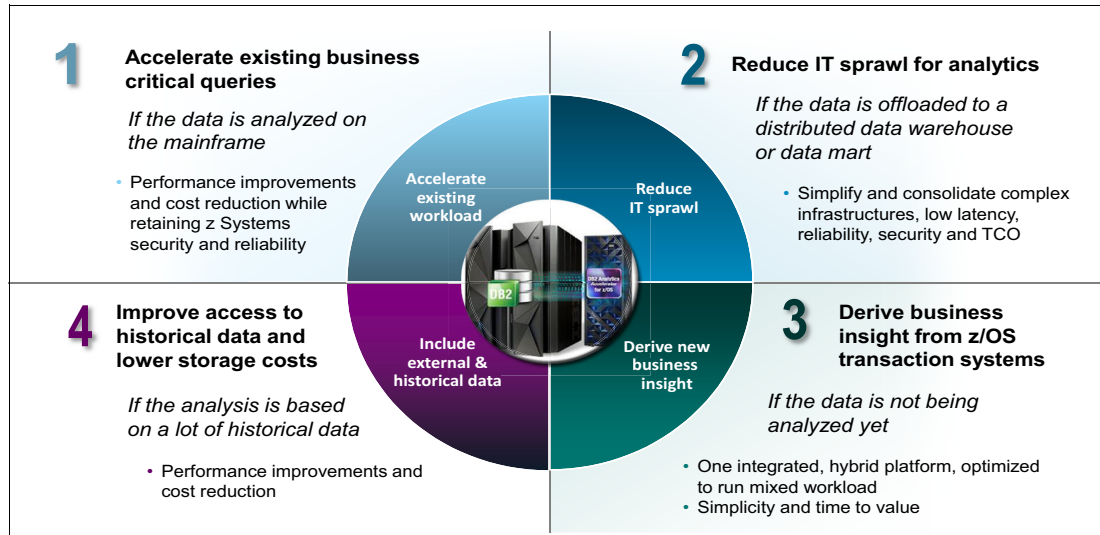 1
Accelerate existing business
critical queries
If the data is analyzed on
the mainframe
• Performance improvements
and cost reduction while
retaining z Systems
security and reliability
2
Reduce IT sprawl for analytics
If the data is offloaded to a
distributed data warehouse
or data mart
• Simplify and consolidate complex
infrastructures, low latency,
reliability, security and TCO
Accelerate
existing
workload
Reduce
IT sprawl
DB2
DB2 Analytics
Accelerator
for z/OS
Include
external &
historical data
Derive new
business
insight
4
Improve access to
historical data and
lower storage costs
If the analysis is based
on a lot of historical data
• Performance improvements and
cost reduction
3
Derive business
insight from z/OS
transaction systems
If the data is not being
analyzed yet
• One integrated, hybrid platform, optimized
to run mixed workload
• Simplicity and time to value